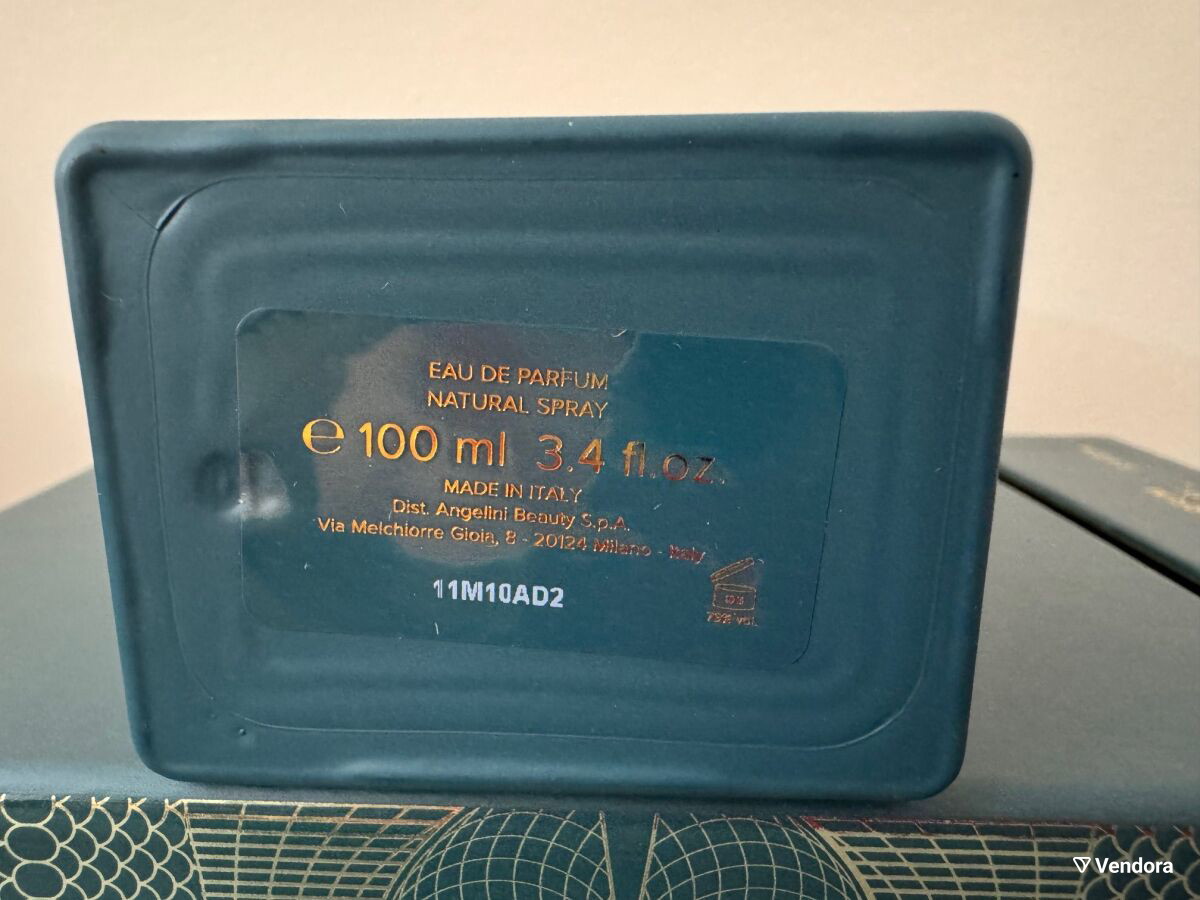 EAU DE PARFUM
NATURAL SPRAY
℮ 100 ml 3.4 fl.oz.
MADE IN ITALY
Dist. Angelini Beauty S.p.A.
Via Melchiorre Gioia, 8 - 20124 Milano - Italy
11M10AD2
Vendora